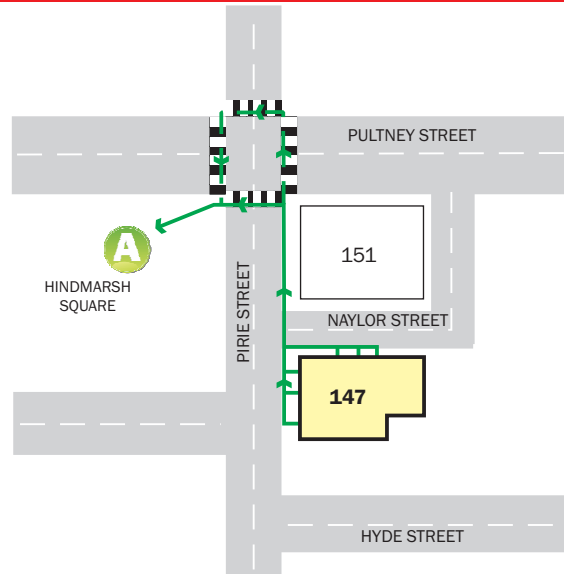 PULTNEY STREET
151
A
HINDMARSH
SQUARE
PIRIE STREET
NAYLOR STREET
147
HYDE STREET